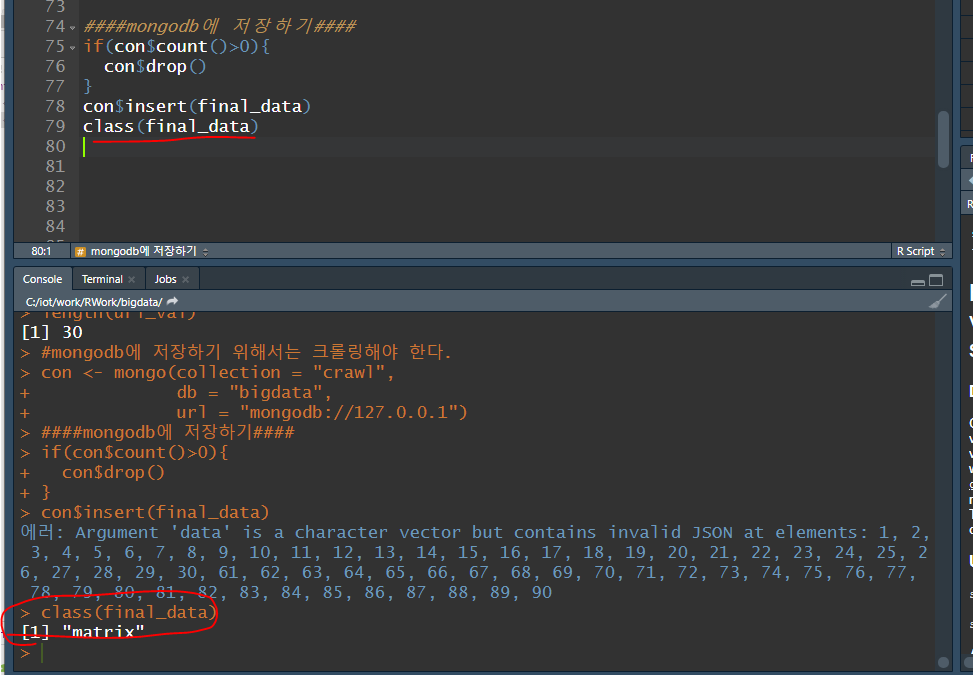 73
74 ####mongodb에 저장하기####
75 if(con$count()>0){
76 con$drop()
77 }
78 con$insert(final_data)
79 class(final_data)
80
81
82
83
84
80:1 # mongodb에 저장하기 R Script
Console Terminal Jobs
C:/iot/work/RWork/bigdata/
> length(url_val)
[1] 30
> #mongodb에 저장하기 위해서는 크롤링해야 한다.
> con <- mongo(collection = "crawl",
+ db = "bigdata",
+ url = "mongodb://127.0.0.1")
> ####mongodb에 저장하기####
> if(con$count()>0){
+ con$drop()
+ }
> con$insert(final_data)
에러: Argument 'data' is a character vector but contains invalid JSON at elements: 1, 2,
3, 4, 5, 6, 7, 8, 9, 10, 11, 12, 13, 14, 15, 16, 17, 18, 19, 20, 21, 22, 23, 24, 25, 2
6, 27, 28, 29, 30, 61, 62, 63, 64, 65, 66, 67, 68, 69, 70, 71, 72, 73, 74, 75, 76, 77,
78, 79, 80, 81, 82, 83, 84, 85, 86, 87, 88, 89, 90
> class(final_data)
[1] "matrix"
>